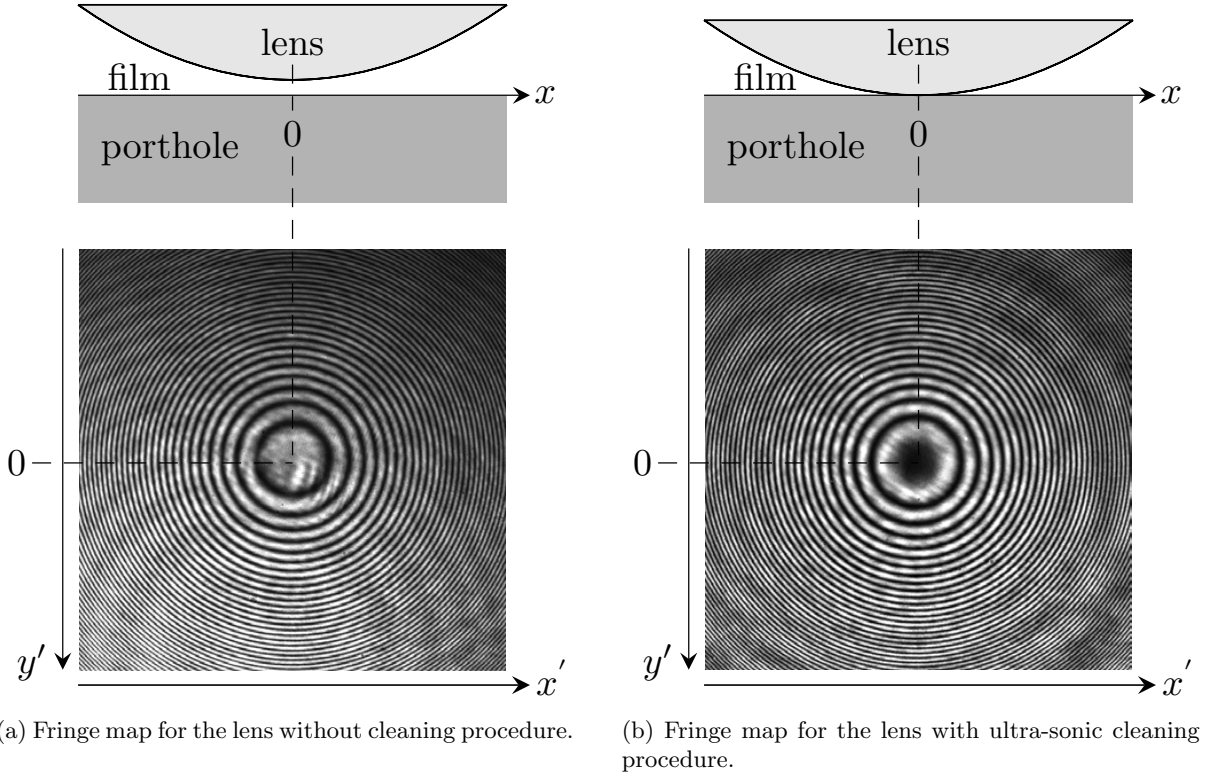 lens
film
x
0
porthole
0
y′
x′
(a) Fringe map for the lens without cleaning procedure.
lens
film
x
0
porthole
0
y′
x′
(b) Fringe map for the lens with ultra-sonic cleaning
procedure.